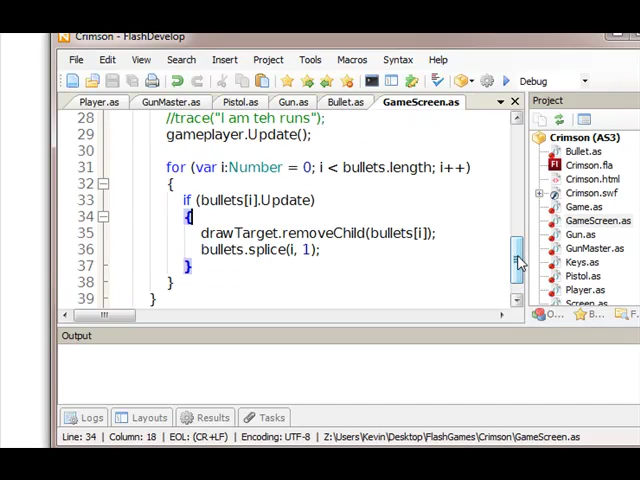 Crimson - FlashDevelop
File Edit View Search Insert Refactor Project Tools Macros Syntax Help
Debug
Player.as GunMaster.as Pistol.as Gun.as Bullet.as GameScreen.as
Project
28 //trace("I am teh runs");
29 gameplayer.Update();
30
31 for (var i:Number = 0; i < bullets.length; i++)
32 {
33 if (bullets[i].Update)
34 {
35 drawTarget.removeChild(bullets[i]);
36 bullets.splice(i, 1);
37 }
38 }
39 }
Crimson (AS3)
Bullet.as
Crimson.fla
Crimson.html
Crimson.swf
Game.as
GameScreen.as
Gun.as
GunMaster.as
Keys.as
Pistol.as
Player.as
Screen.as
O... B... F...
Output
Logs Layouts Results Tasks
Line: 34 Column: 18 EOL: (CR+LF) Encoding: UTF-8 Z:\Users\Kevin\Desktop\FlashGames\Crimson\GameScreen.as